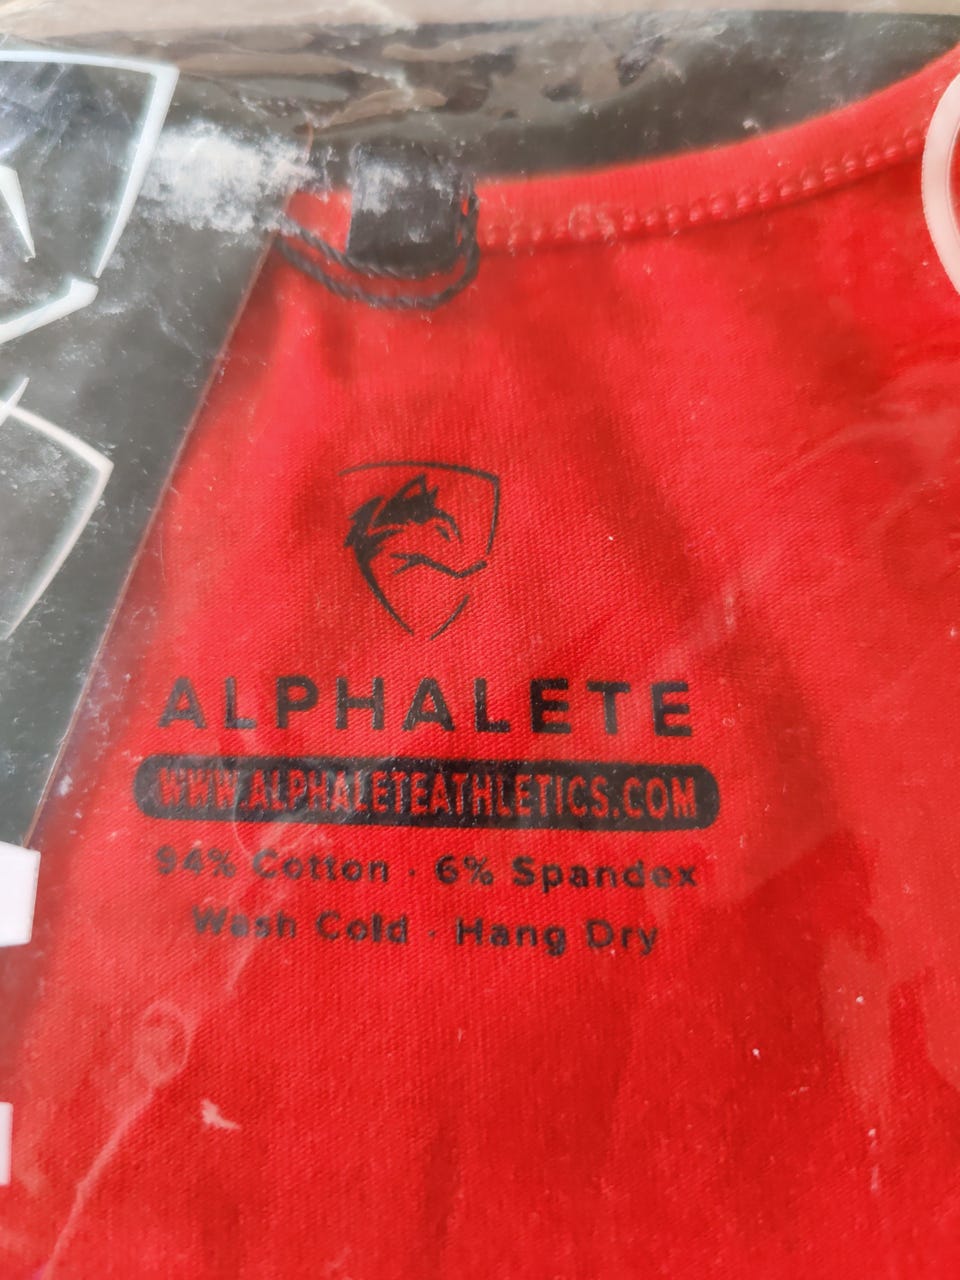 ALPHALETE
WWW.ALPHALETEATHLETICS.COM
94% Cotton · 6% Spandex
Wash Cold · Hang Dry